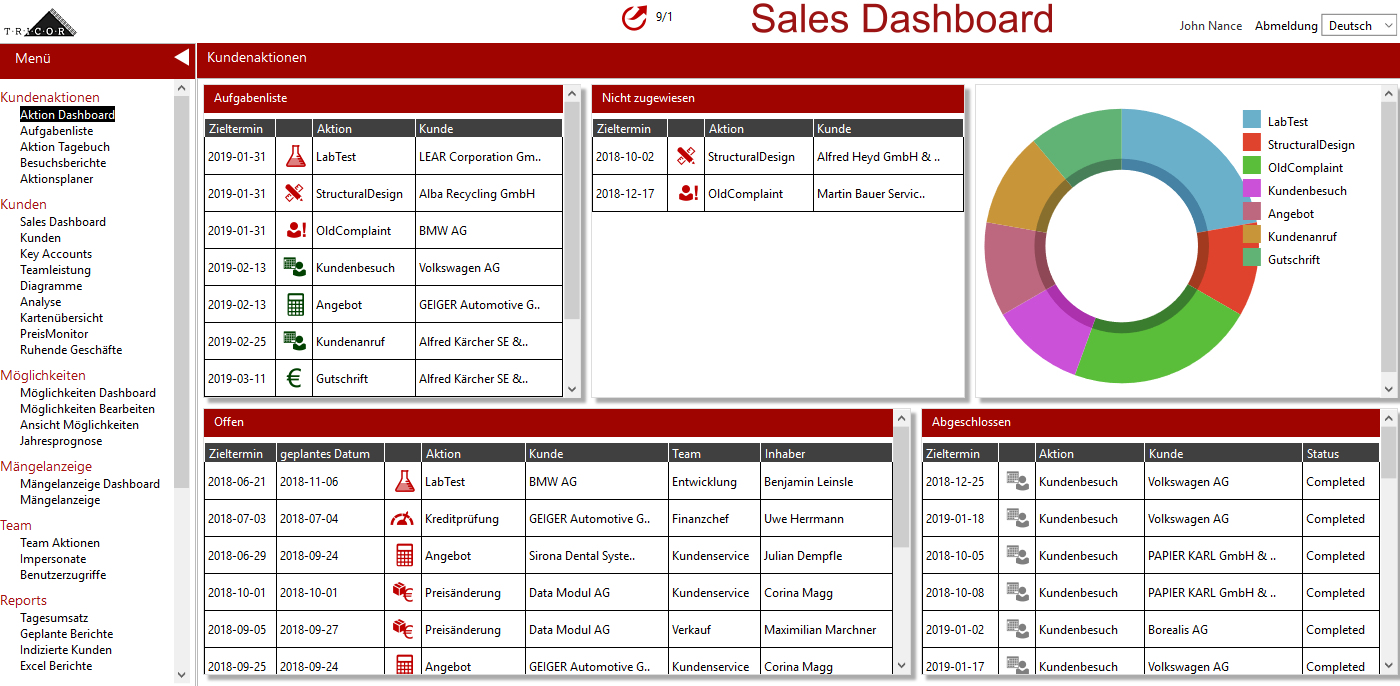 T·R·A·C·O·R
9/1
Sales Dashboard
John Nance Abmeldung Deutsch
Menü
Kundenaktionen
Kundenaktionen
Aktion Dashboard
Aufgabenliste
Aktion Tagebuch
Besuchsberichte
Aktionsplaner
Kunden
Sales Dashboard
Kunden
Key Accounts
Teamleistung
Diagramme
Analyse
Kartenübersicht
PreisMonitor
Ruhende Geschäfte
Möglichkeiten
Möglichkeiten Dashboard
Möglichkeiten Bearbeiten
Ansicht Möglichkeiten
Jahresprognose
Mängelanzeige
Mängelanzeige Dashboard
Mängelanzeige
Team
Team Aktionen
Impersonate
Benutzerzugriffe
Reports
Tagesumsatz
Geplante Berichte
Indizierte Kunden
Excel Berichte
Aufgabenliste
Zieltermin Aktion Kunde
2019-01-31 LabTest LEAR Corporation Gm..
2019-01-31 StructuralDesign Alba Recycling GmbH
2019-01-31 OldComplaint BMW AG
2019-02-13 Kundenbesuch Volkswagen AG
2019-02-13 Angebot GEIGER Automotive G..
2019-02-25 Kundenanruf Alfred Kärcher SE &..
2019-03-11 € Gutschrift Alfred Kärcher SE &..
Nicht zugewiesen
Zieltermin Aktion Kunde
2018-10-02 StructuralDesign Alfred Heyd GmbH & ..
2018-12-17 OldComplaint Martin Bauer Servic..
LabTest
StructuralDesign
OldComplaint
Kundenbesuch
Angebot
Kundenanruf
Gutschrift
Offen
Zieltermin geplantes Datum Aktion Kunde Team Inhaber
2018-06-21 2018-11-06 LabTest BMW AG Entwicklung Benjamin Leinsle
2018-07-03 2018-07-04 Kreditprüfung GEIGER Automotive G.. Finanzchef Uwe Herrmann
2018-06-29 2018-09-24 Angebot Sirona Dental Syste.. Kundenservice Julian Dempfle
2018-10-01 2018-10-01 Preisänderung Data Modul AG Kundenservice Corina Magg
2018-09-05 2018-09-27 Preisänderung Data Modul AG Verkauf Maximilian Marchner
2018-09-25 2018-09-24 Angebot GEIGER Automotive G.. Kundenservice Corina Magg
Abgeschlossen
Zieltermin Aktion Kunde Status
2018-12-25 Kundenbesuch Volkswagen AG Completed
2019-01-18 Kundenbesuch Volkswagen AG Completed
2018-10-05 Kundenbesuch PAPIER KARL GmbH & .. Completed
2018-10-08 Kundenbesuch PAPIER KARL GmbH & .. Completed
2019-01-02 Kundenbesuch Borealis AG Completed
2019-01-17 Kundenbesuch Volkswagen AG Completed